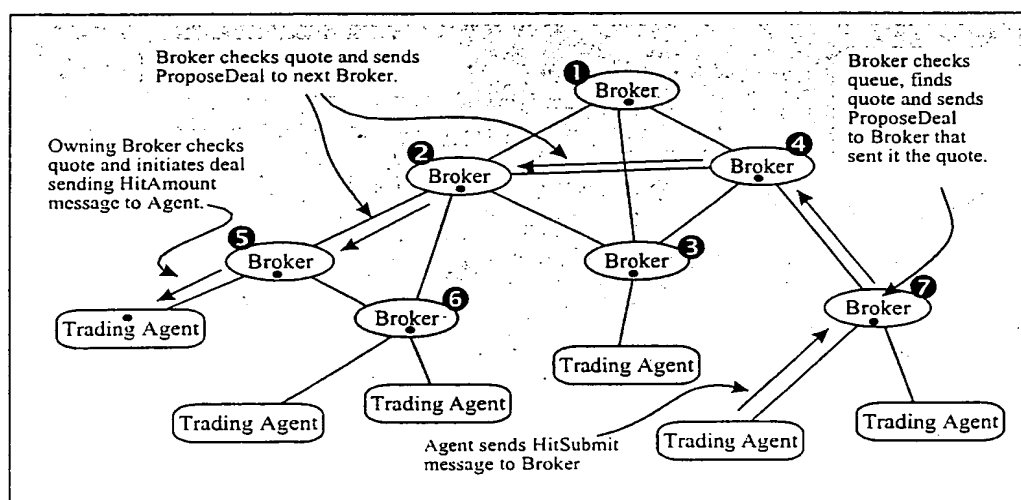 Broker checks quote and sends
ProposeDeal to next Broker.
Broker checks
queue, finds
quote and sends
ProposeDeal
to Broker that
sent it the quote.
Owning Broker checks
quote and initiates deal
sending HitAmount
message to Agent.
1
Broker
2
Broker
4
Broker
5
Broker
3
Broker
6
Broker
7
Broker
Trading Agent
Trading Agent
Trading Agent
Trading Agent
Trading Agent
Trading Agent
Agent sends HitSubmit
message to Broker